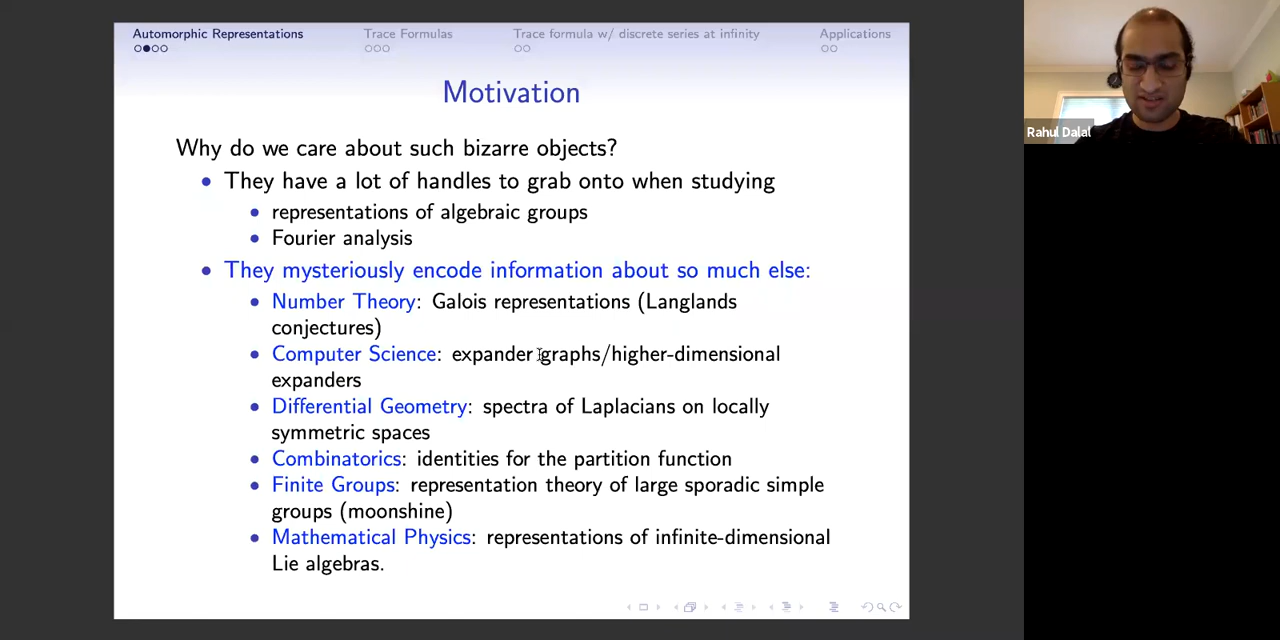 Automorphic Representations
Trace Formulas
Trace formula w/ discrete series at infinity
Applications
Motivation
Why do we care about such bizarre objects?
They have a lot of handles to grab onto when studying
representations of algebraic groups
Fourier analysis
They mysteriously encode information about so much else:
Number Theory: Galois representations (Langlands
conjectures)
Computer Science: expander graphs/higher-dimensional
expanders
Differential Geometry: spectra of Laplacians on locally
symmetric spaces
Combinatorics: identities for the partition function
Finite Groups: representation theory of large sporadic simple
groups (moonshine)
Mathematical Physics: representations of infinite-dimensional
Lie algebras.
Rahul Dalal